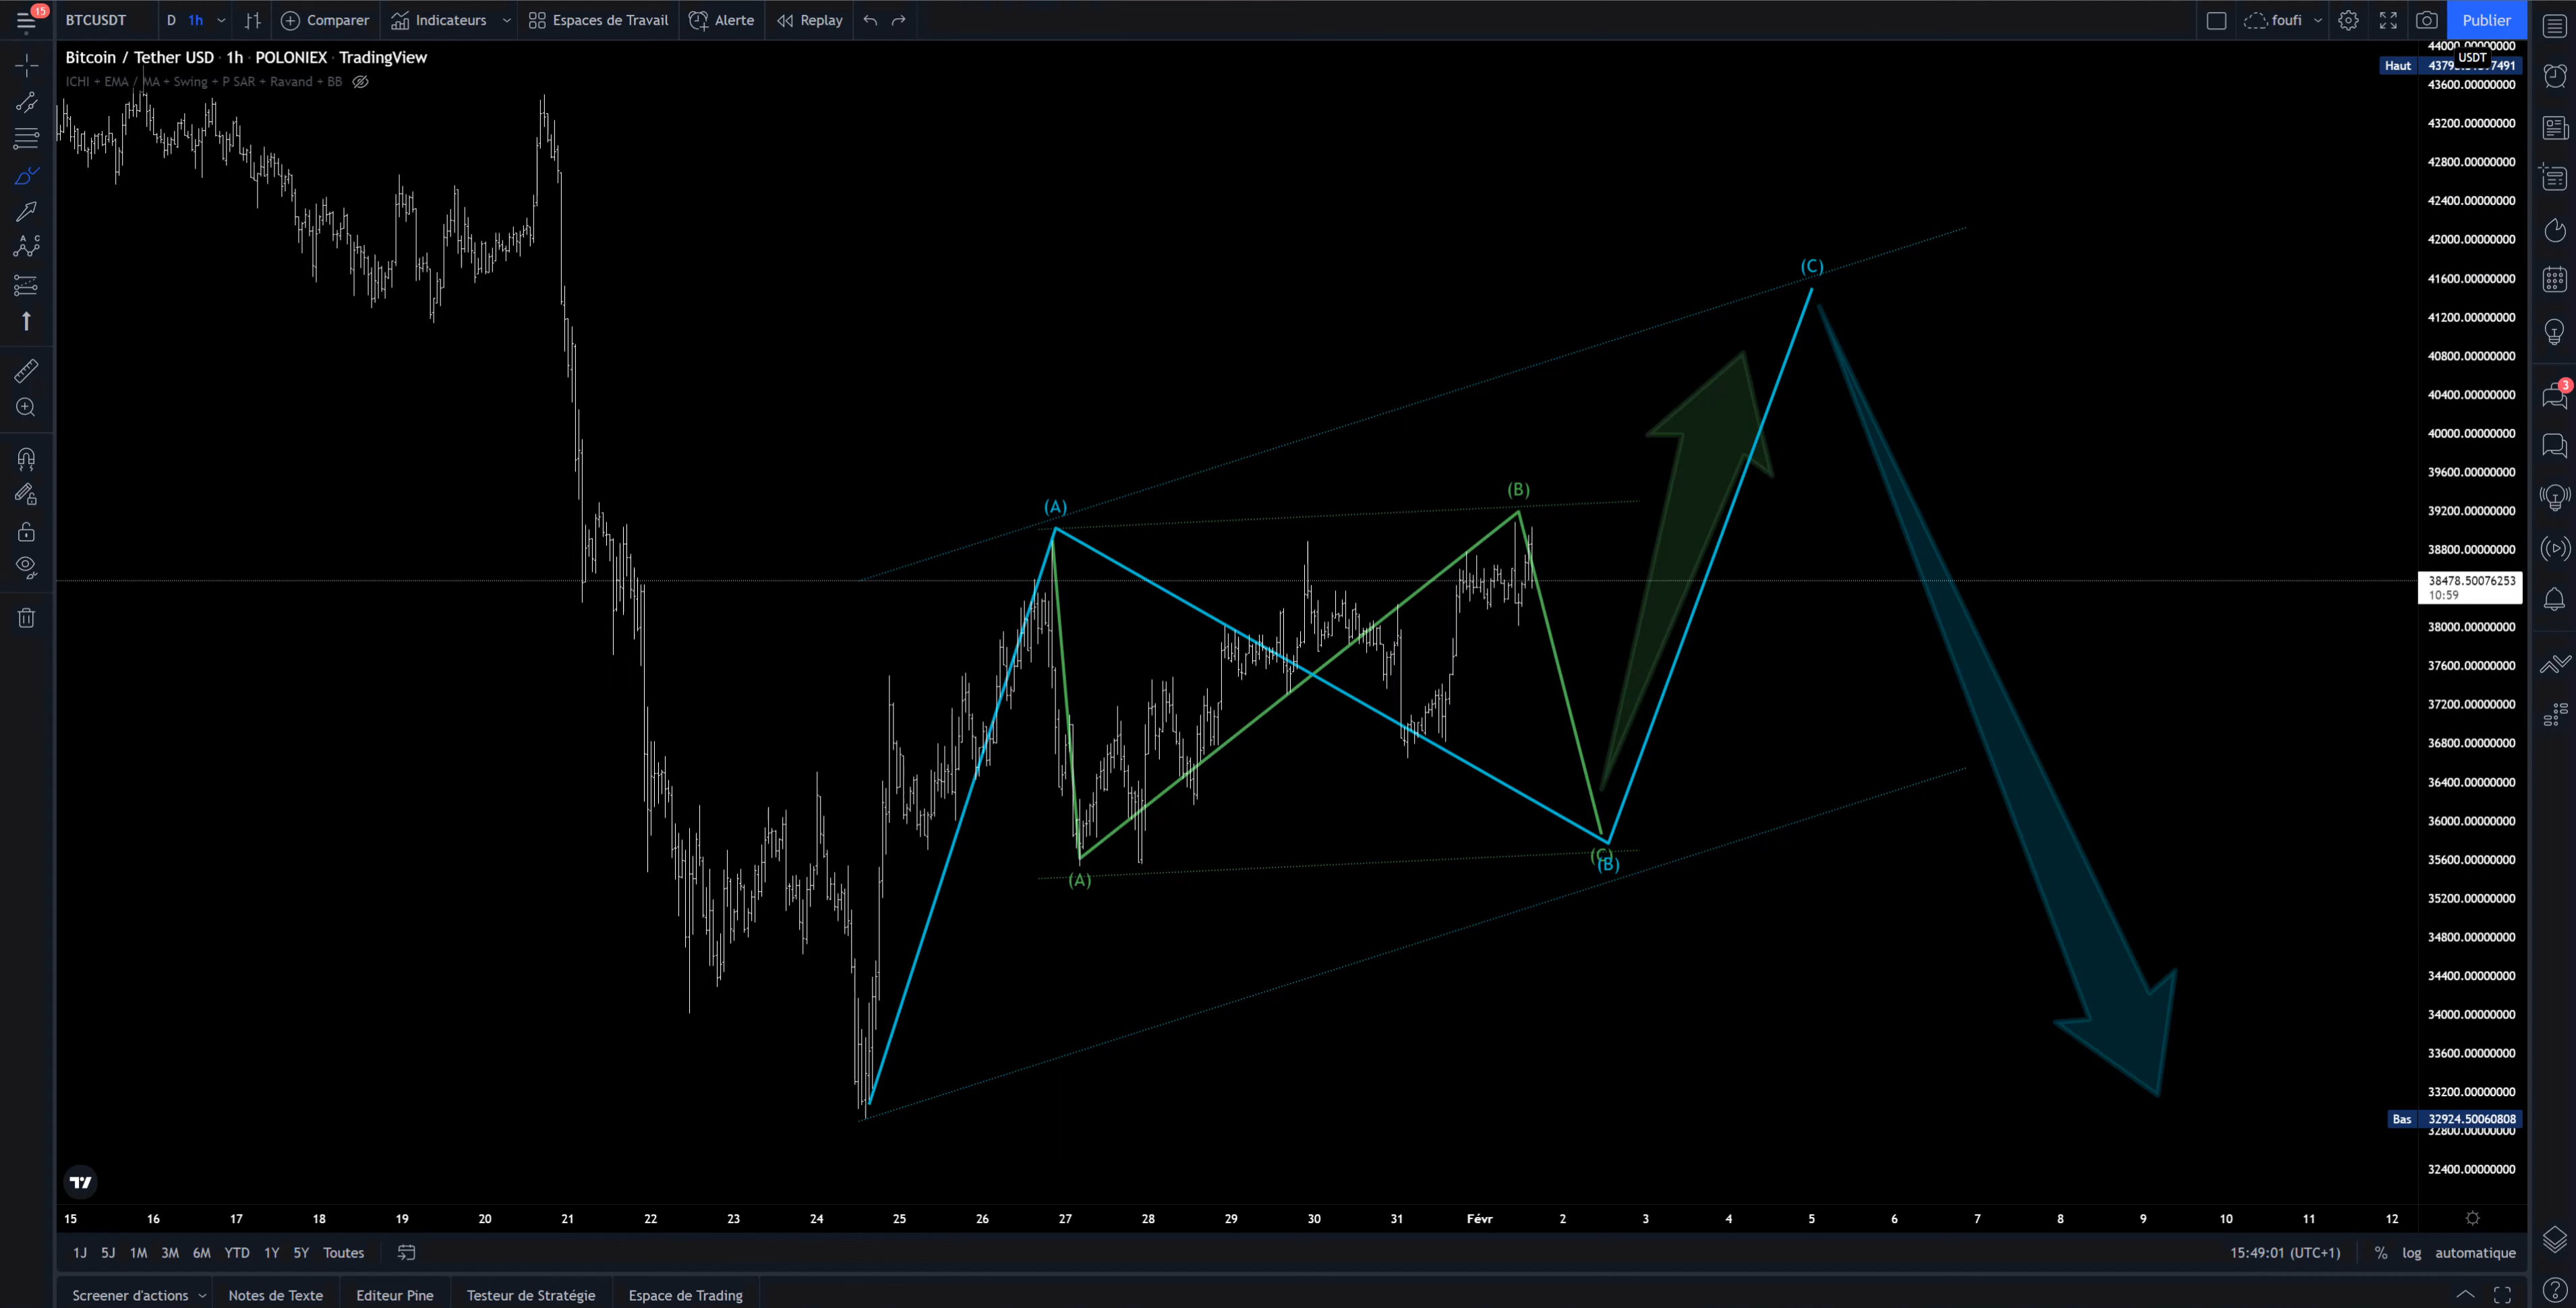 15
BTCUSDT D 1h Comparer Indicateurs Espaces de Travail Alerte Replay foufi Publier
Bitcoin / Tether USD · 1h · POLONIEX · TradingView
ICHI + EMA / MA + Swing + P SAR + Ravand + BB
USDT
Haut
43600.00000000
43200.00000000
42800.00000000
42400.00000000
42000.00000000
41600.00000000
41200.00000000
40800.00000000
40400.00000000
40000.00000000
39600.00000000
39200.00000000
38800.00000000
38478.50076253
10:59
38000.00000000
37600.00000000
37200.00000000
36800.00000000
36400.00000000
36000.00000000
35600.00000000
35200.00000000
34800.00000000
34400.00000000
34000.00000000
33600.00000000
33200.00000000
Bas 32924.50060808
32800.00000000
32400.00000000
(C)
(A)
(B)
(A)
(C)
(B)
3
15 16 17 18 19 20 21 22 23 24 25 26 27 28 29 30 31 Févr 2 3 4 5 6 7 8 9 10 11 12
1J 5J 1M 3M 6M YTD 1Y 5Y Toutes 15:49:01 (UTC+1) % log automatique
Screener d'actions Notes de Texte Editeur Pine Testeur de Stratégie Espace de Trading